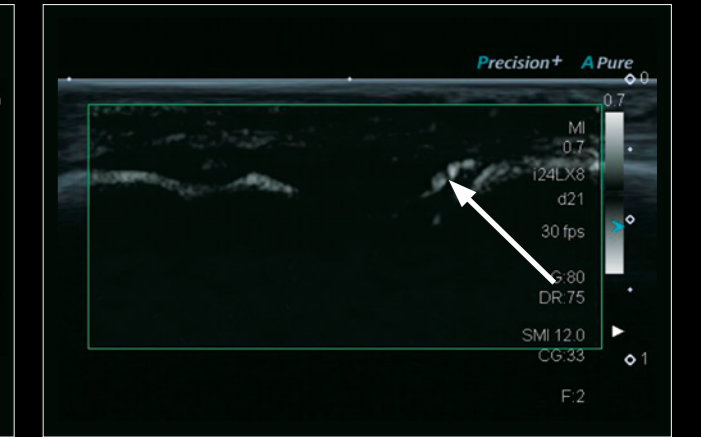 Precision+ A Pure
0
0.7
MI
0.7
i24LX8
d21
30 fps
G:80
DR:75
SMI 12.0
CG:33
1
F:2